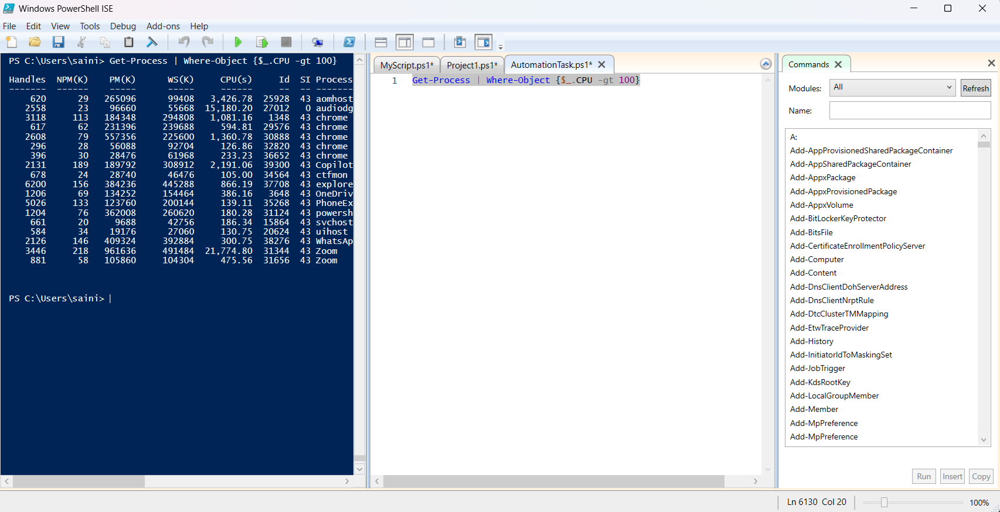 Windows PowerShell ISE
File Edit View Tools Debug Add-ons Help
PS C:\Users\saini> Get-Process | Where-Object {$_.CPU -gt 100}
Handles NPM(K) PM(K) WS(K) CPU(s) Id SI Process
------- ------ ----- ----- ------ -- -- -------
620 29 265096 99408 3,426.78 25928 43 aomhost
2558 23 96660 55668 15,180.20 27012 0 audiodg
3118 113 184348 294808 1,081.16 1348 43 chrome
617 62 231396 239688 594.81 29576 43 chrome
2608 79 557356 225600 1,360.78 30888 43 chrome
296 28 56088 92704 126.86 32820 43 chrome
396 30 28476 61968 233.23 36652 43 chrome
2131 189 189792 308912 2,191.06 39300 43 Copilot
678 24 28740 46476 105.00 34564 43 ctfmon
6200 156 384236 445288 866.19 37708 43 explore
1206 69 134252 154464 386.16 3648 43 OneDriv
5026 133 123760 200144 139.11 35268 43 PhoneEx
1204 76 362008 260620 180.28 31124 43 powersh
661 20 9688 42756 186.34 15864 43 svchost
584 34 19176 27060 130.75 20624 43 uihost
2126 146 409324 392884 300.75 38276 43 WhatsAp
3446 218 961636 491484 21,774.80 31344 43 Zoom
881 58 105860 104304 475.56 31656 43 Zoom
PS C:\Users\saini>
MyScript.ps1* Project1.ps1* AutomationTask.ps1*
1 Get-Process | Where-Object {$_.CPU -gt 100}
Commands
Modules: All Refresh
Name:
A:
Add-AppProvisionedSharedPackageContainer
Add-AppSharedPackageContainer
Add-AppxPackage
Add-AppxProvisionedPackage
Add-AppxVolume
Add-BitLockerKeyProtector
Add-BitsFile
Add-CertificateEnrollmentPolicyServer
Add-Computer
Add-Content
Add-DnsClientDohServerAddress
Add-DnsClientNrptRule
Add-DtcClusterTMMapping
Add-EtwTraceProvider
Add-History
Add-InitiatorIdToMaskingSet
Add-JobTrigger
Add-KdsRootKey
Add-LocalGroupMember
Add-Member
Add-MpPreference
Add-MpPreference
Run Insert Copy
Ln 6130 Col 20 100%